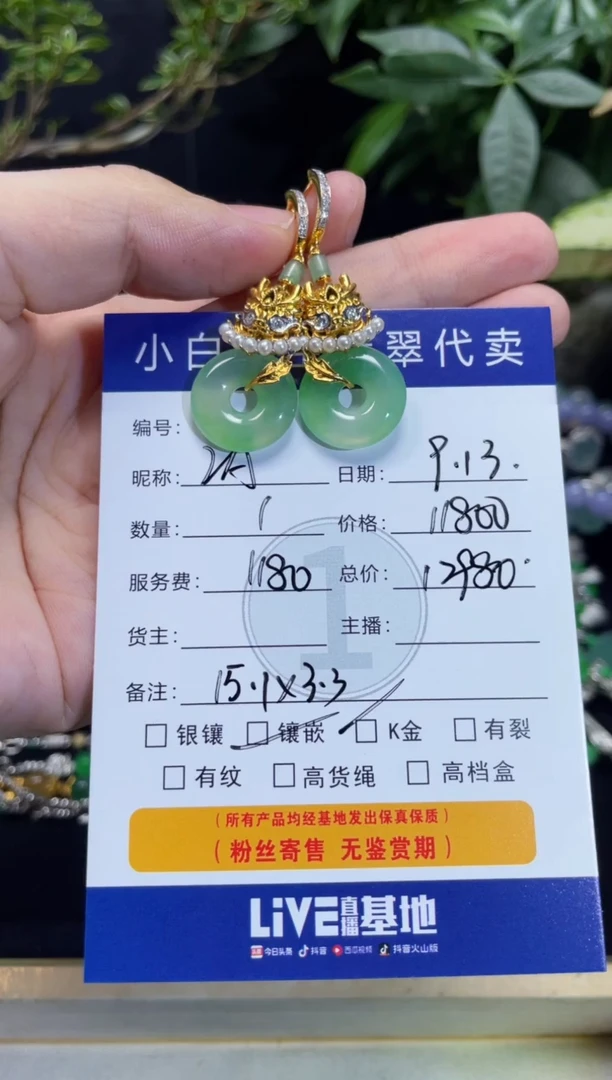 小白 翠代卖
编号:
昵称: 日期: 9.13.
数量: 1 价格: 11800
服务费: 1180 总价: 12980.
货主: 主播:
1
备注: 15.1x3.3
银镶 镶嵌 K金 有裂
有纹 高货绳 高档盒
(所有产品均经基地发出保真保质)
(粉丝寄售 无鉴赏期)
LiVE直播基地
头条 今日头条 抖音 西瓜视频 抖音火山版